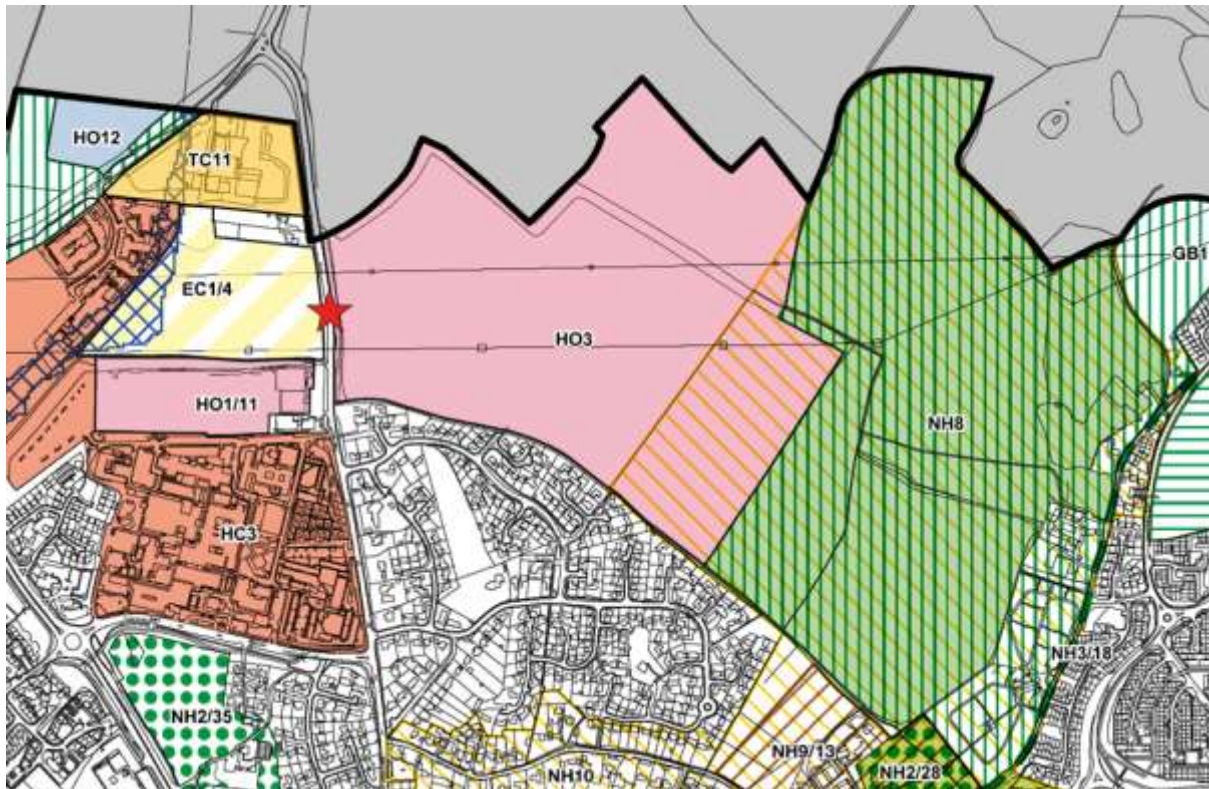 HO12
TC11
GB1
EC1/4
HO3
HO1/11
NH8
HC3
NH3/18
NH2/35
NH9/13
NH10
NH2/28